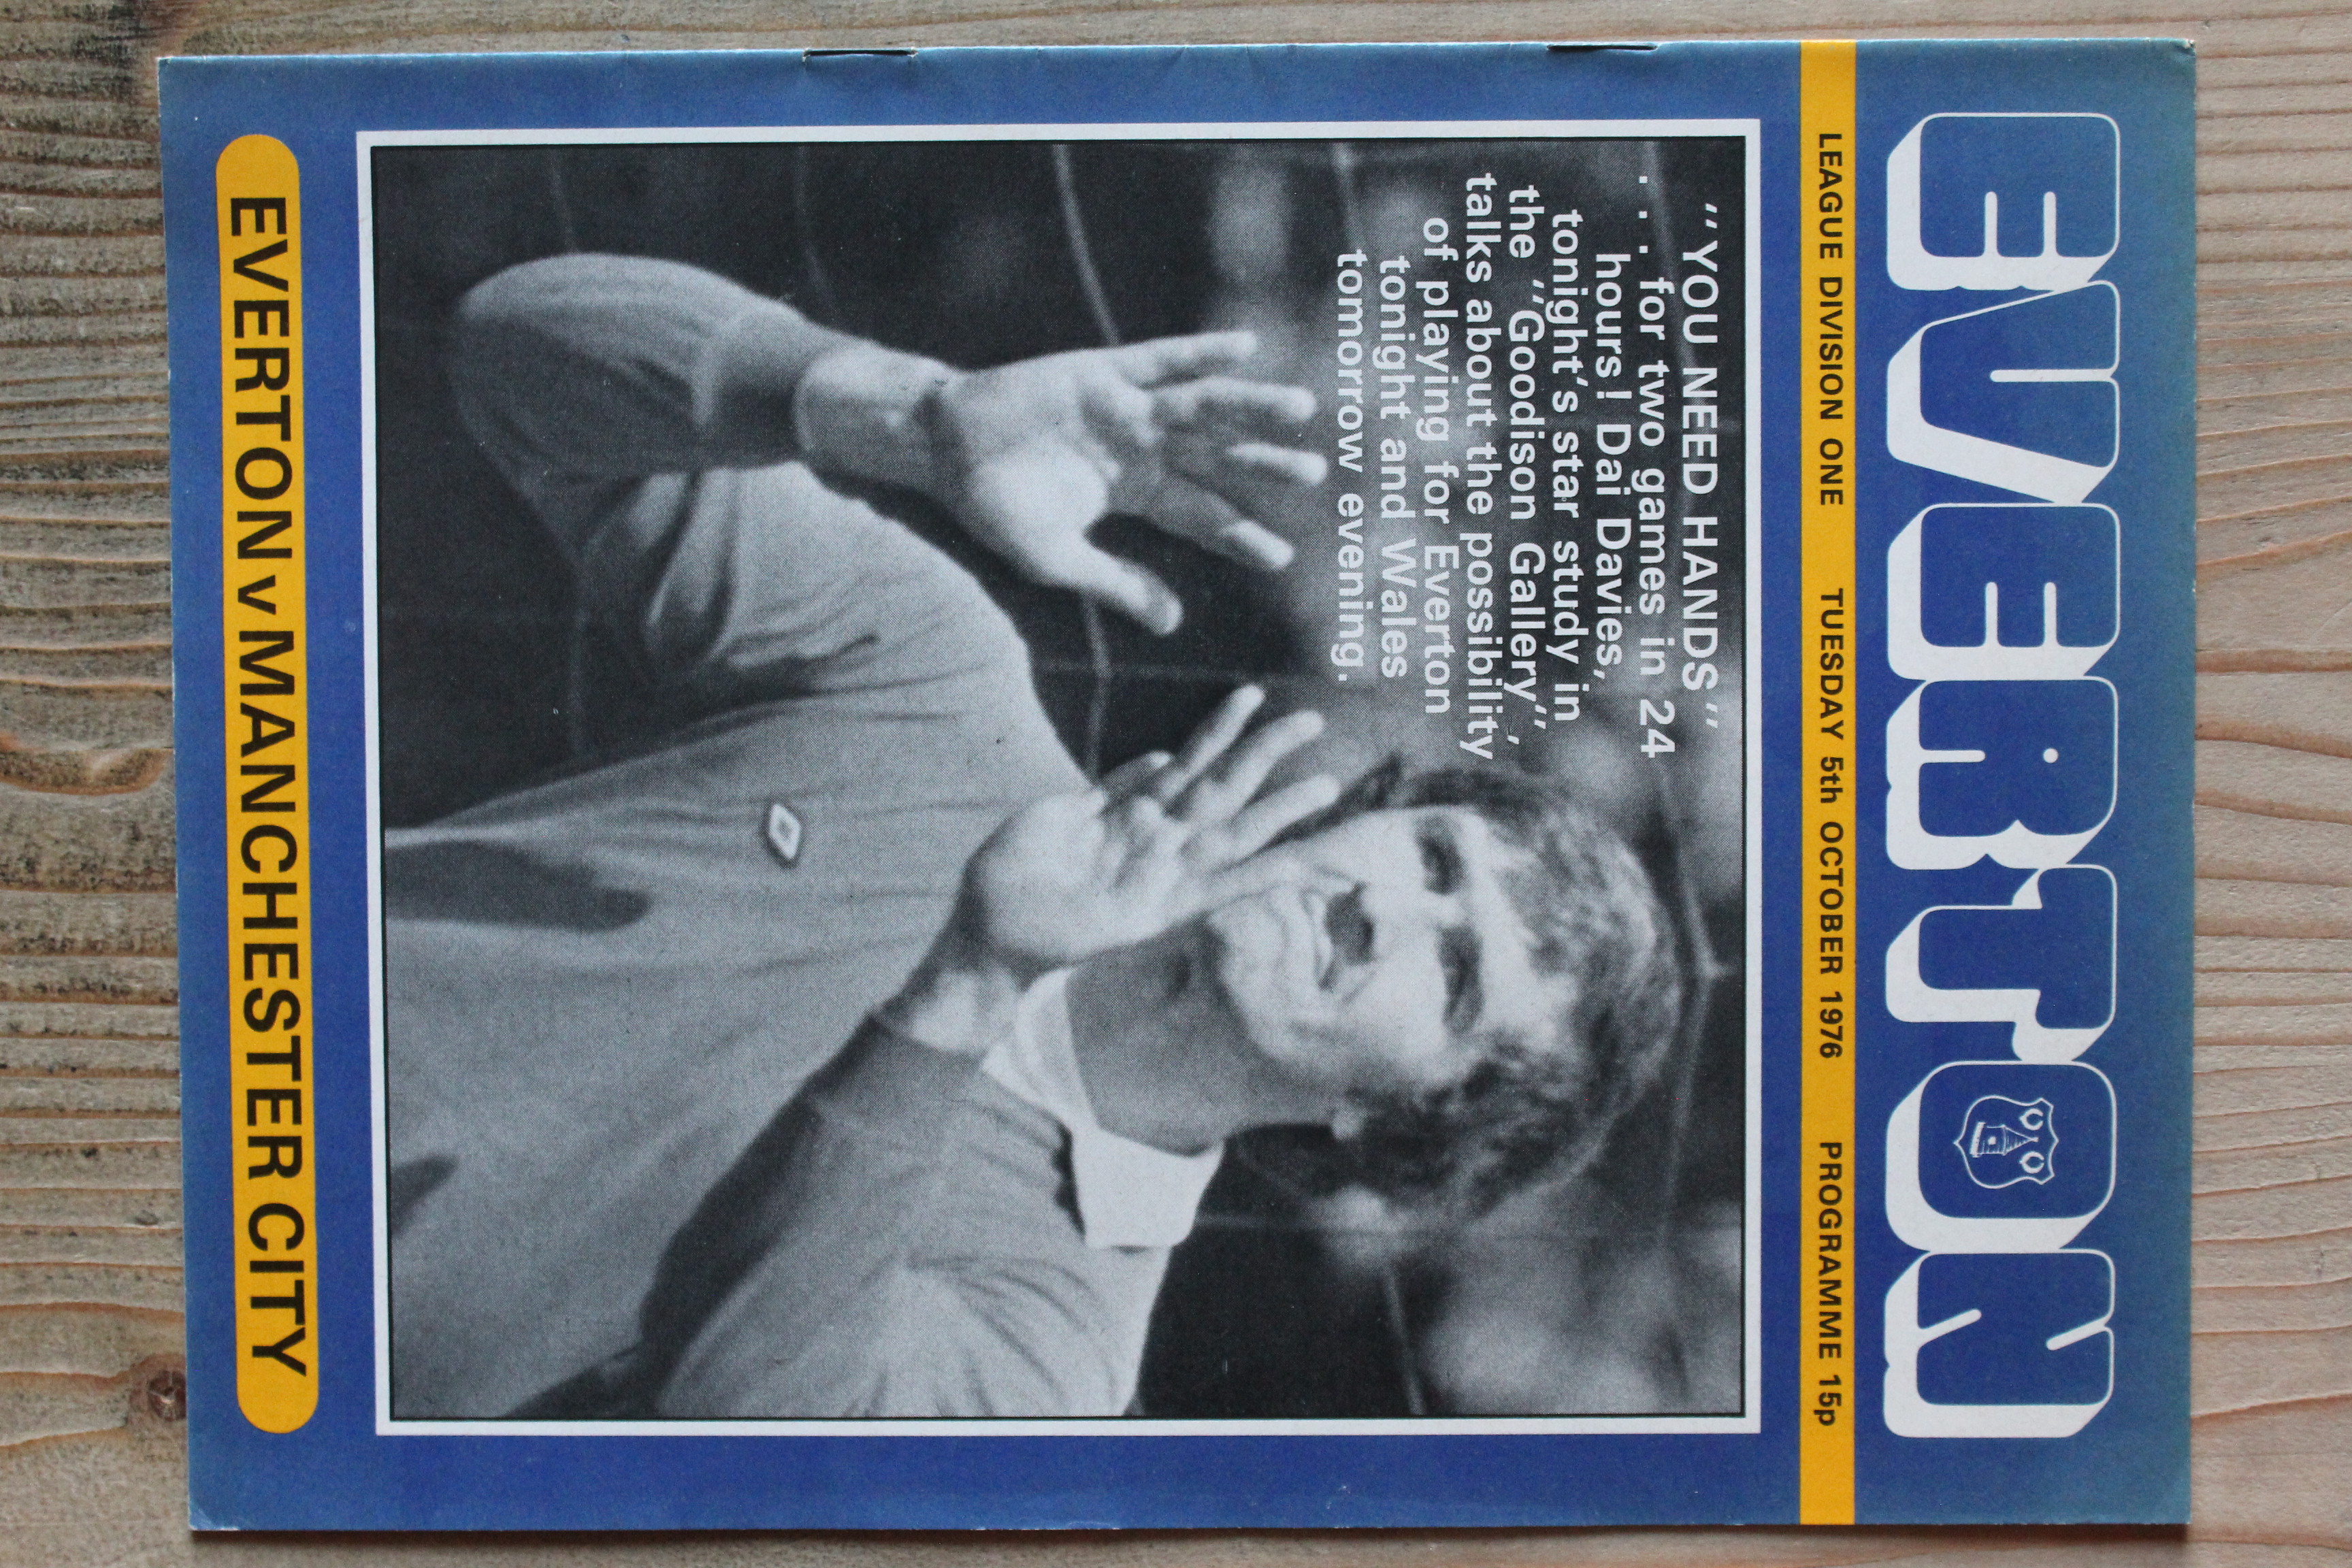 EVERTON
LEAGUE DIVISION ONE TUESDAY 5th OCTOBER 1976 PROGRAMME 15p
"YOU NEED HANDS"
. . . for two games in 24
hours! Dai Davies,
tonight's star study in
the "Goodison Gallery",
talks about the possibility
of playing for Everton
tonight and Wales
tomorrow evening.
EVERTON v MANCHESTER CITY